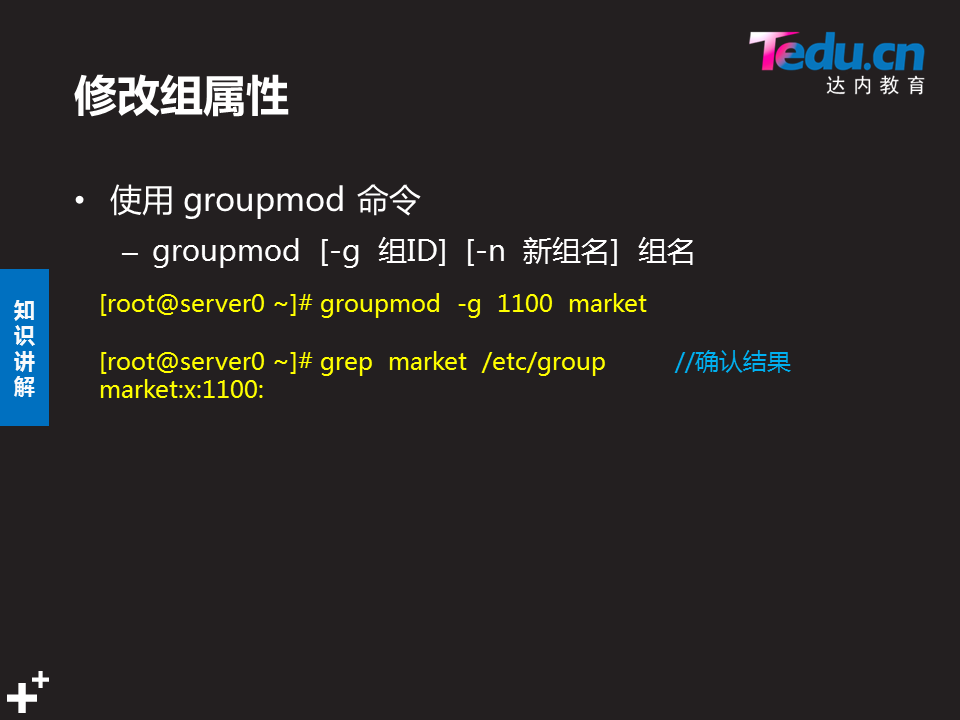 Tedu.cn
达内教育
修改组属性
• 使用 groupmod 命令
– groupmod [-g 组ID] [-n 新组名] 组名
[root@server0 ~]# groupmod -g 1100 market
[root@server0 ~]# grep market /etc/group //确认结果
market:x:1100:
知
识
讲
解